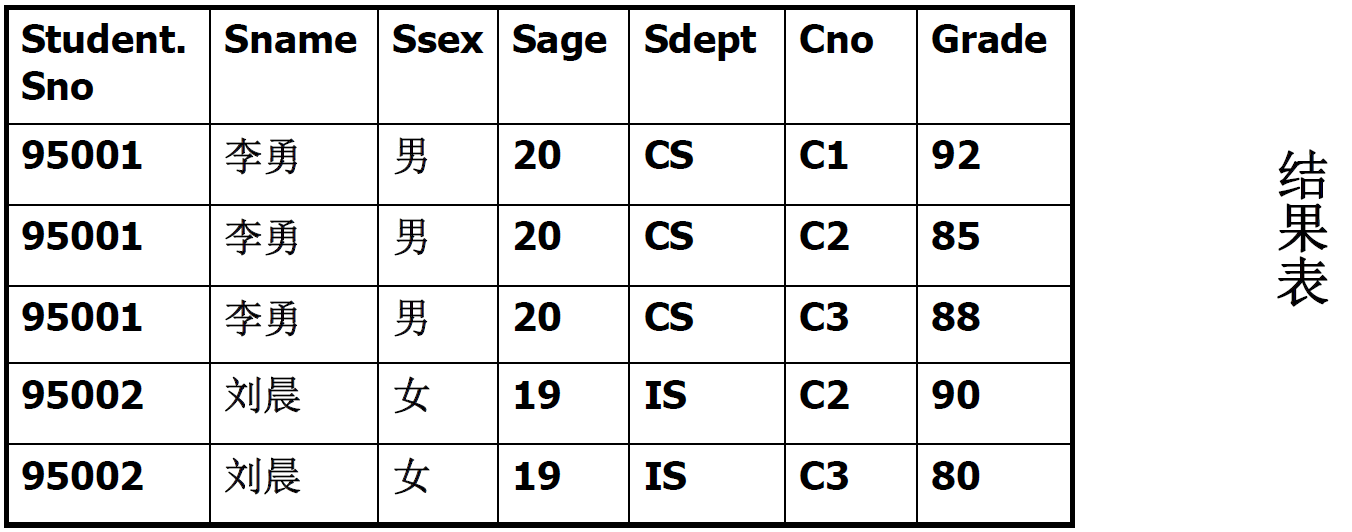 Student. Sno Sname Ssex Sage Sdept Cno Grade
95001 李勇 男 20 CS C1 92
95001 李勇 男 20 CS C2 85
95001 李勇 男 20 CS C3 88
95002 刘晨 女 19 IS C2 90
95002 刘晨 女 19 IS C3 80
结果表